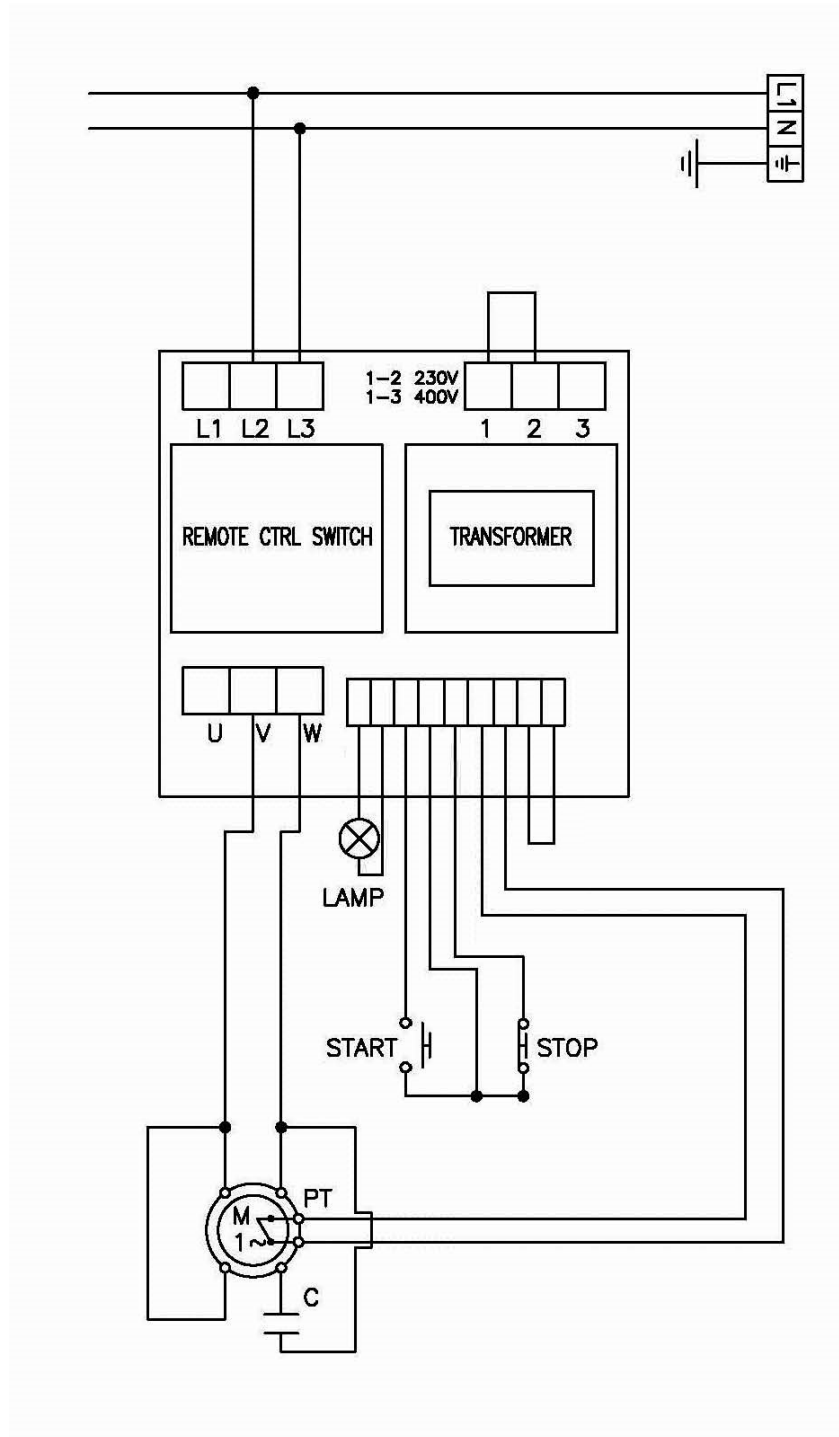 L1
N
1-2 230V
1-3 400V
L1 L2 L3
1 2 3
REMOTE CTRL SWITCH
TRANSFORMER
U V W
LAMP
START
STOP
PT
M
1~
C